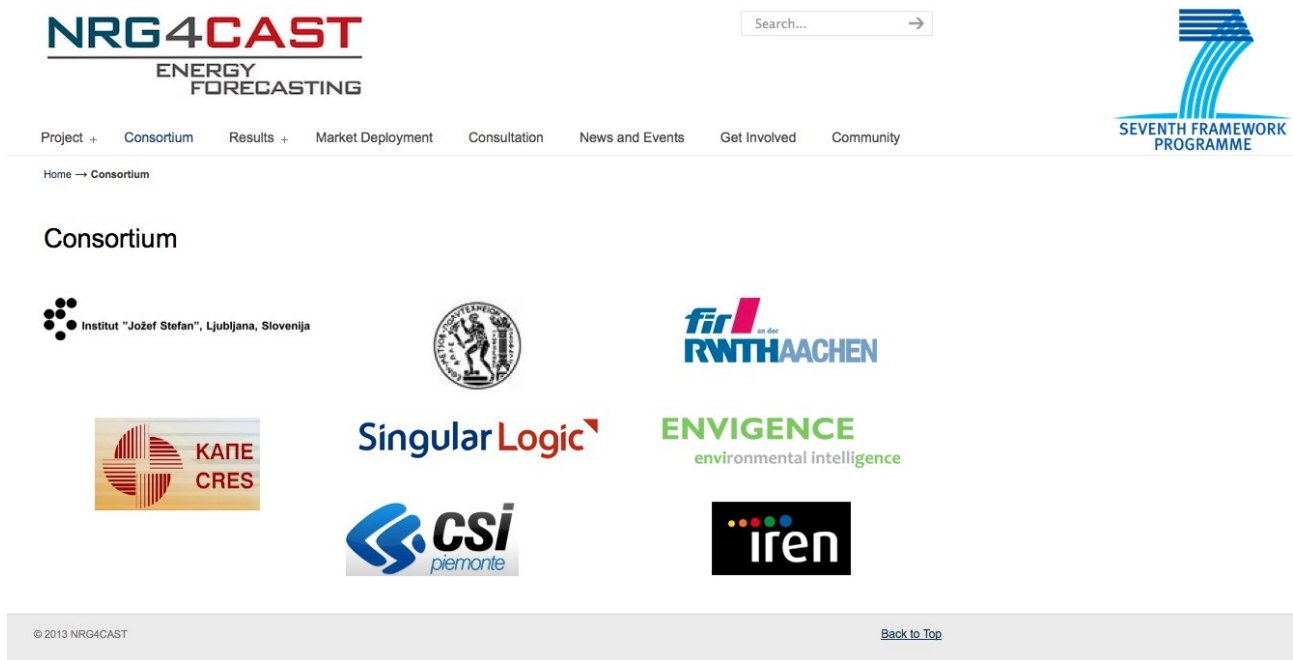 NRG4CAST
ENERGY
FORECASTING
Search...
SEVENTH FRAMEWORK
PROGRAMME
Project + Consortium Results + Market Deployment Consultation News and Events Get Involved Community
Home → Consortium
Consortium
Institut "Jožef Stefan", Ljubljana, Slovenija
fir an der
RWTHAACHEN
ΚΑΠΕ
CRES
SingularLogic
ENVIGENCE
environmental intelligence
csi
piemonte
iren
© 2013 NRG4CAST
Back to Top